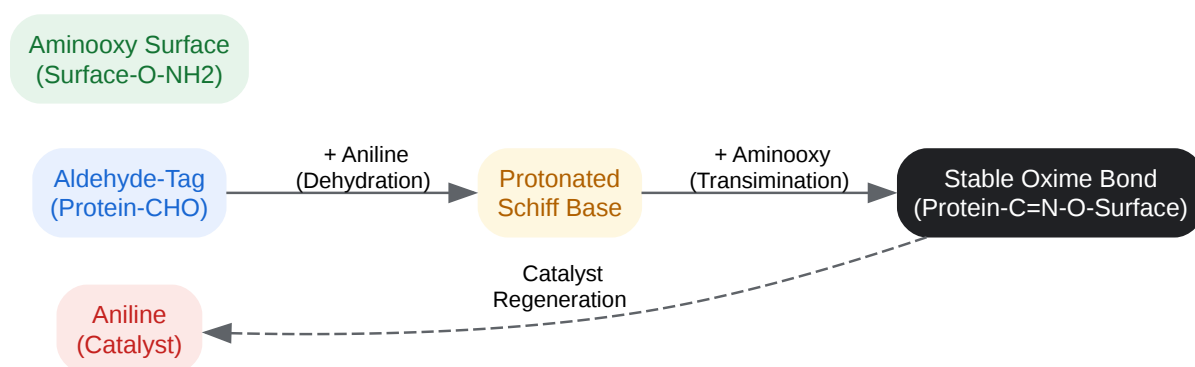 Aminooxy Surface
(Surface-O-NH2)
Aldehyde-Tag
(Protein-CHO)
+ Aniline
(Dehydration)
Protonated
Schiff Base
+ Aminooxy
(Transimination)
Stable Oxime Bond
(Protein-C=N-O-Surface)
Catalyst
Regeneration
Aniline
(Catalyst)